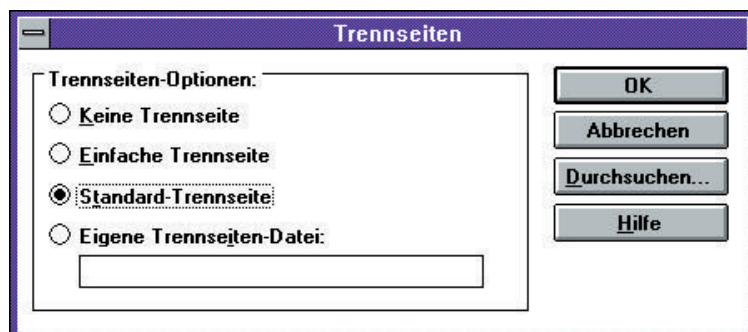 Trennseiten
Trennseiten-Optionen:
Keine Trennseite
Einfache Trennseite
Standard-Trennseite
Eigene Trennseiten-Datei:
OK
Abbrechen
Durchsuchen...
Hilfe